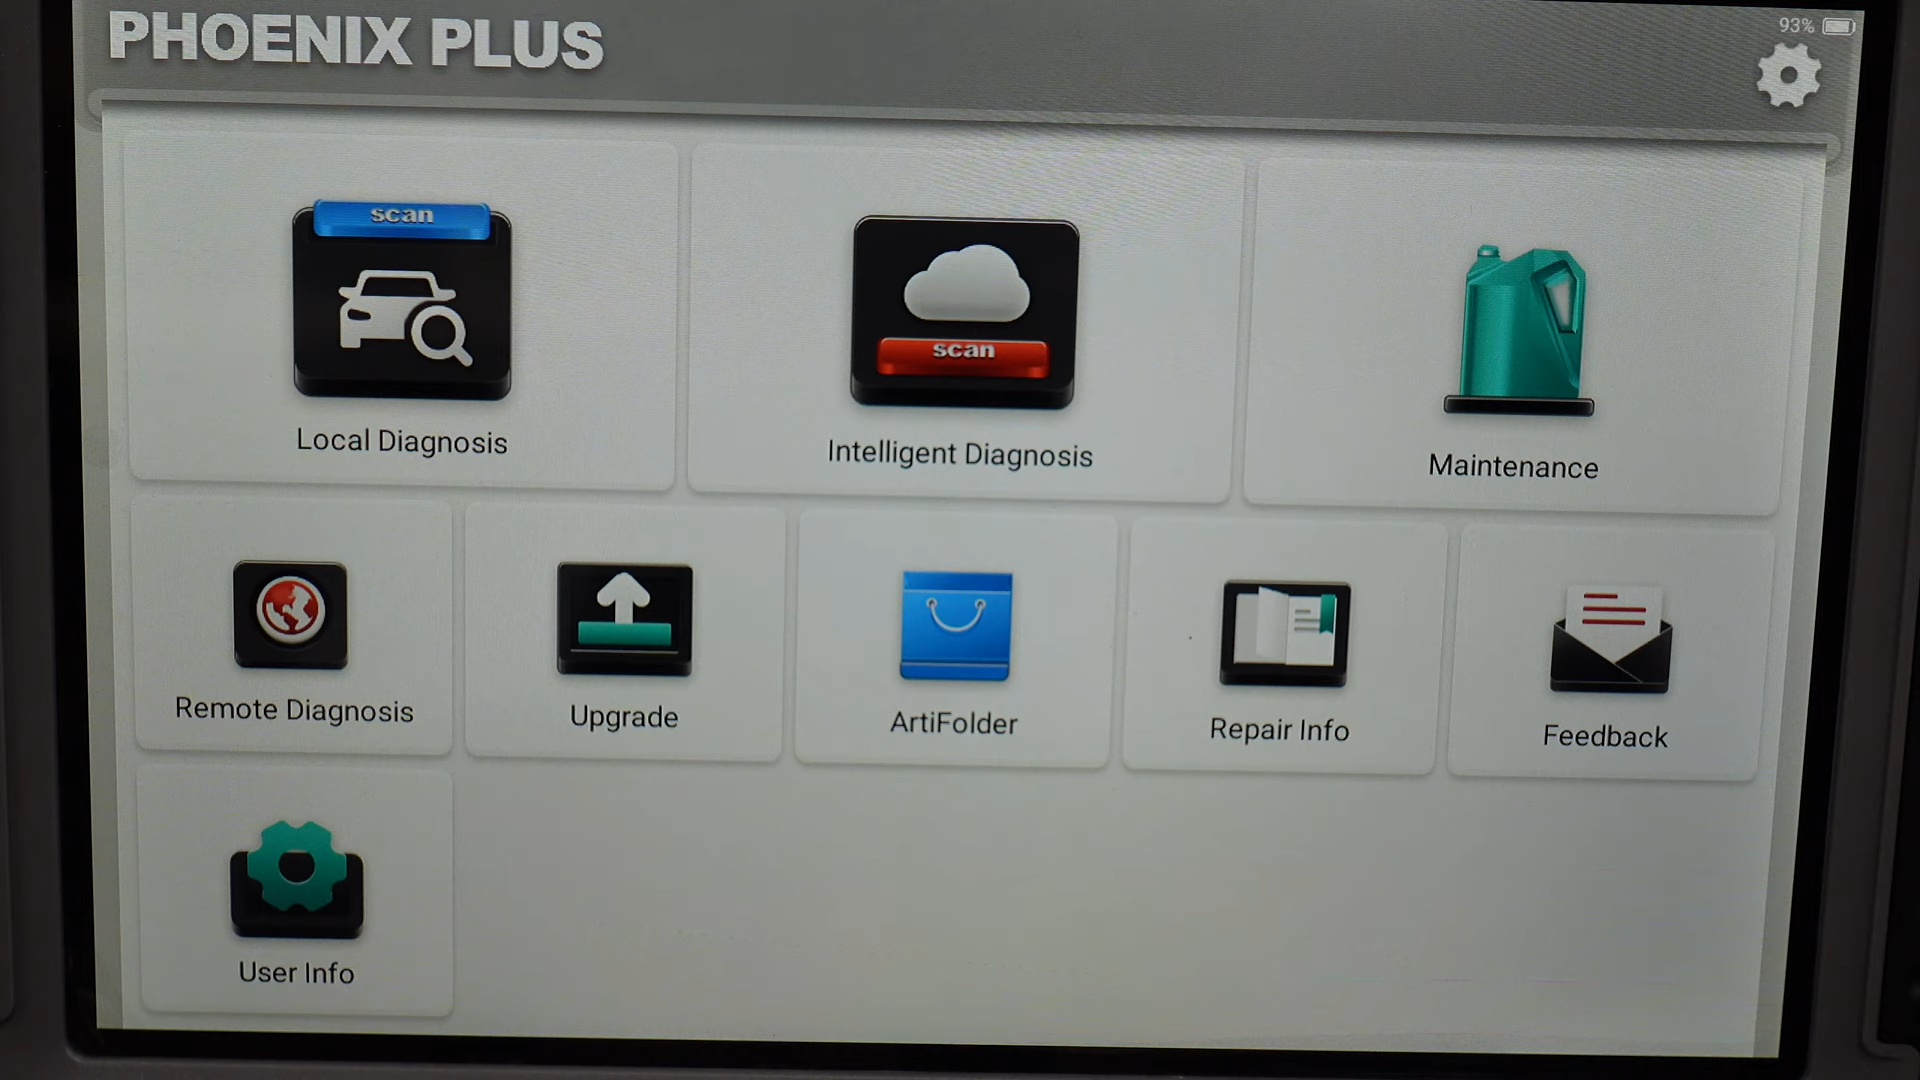 PHOENIX PLUS
93%
scan
Local Diagnosis
scan
Intelligent Diagnosis
Maintenance
Remote Diagnosis
Upgrade
ArtiFolder
Repair Info
Feedback
User Info